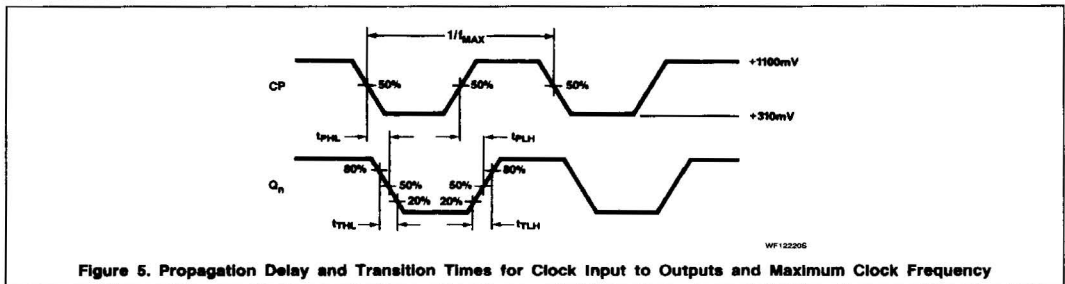 1/fMAX
+1100mV
CP
50%
50%
50%
+310mV
tPHL
tPLH
80%
80%
Qn
50%
50%
20%
20%
tTHL
tTLH
WF12220S
Figure 5. Propagation Delay and Transition Times for Clock Input to Outputs and Maximum Clock Frequency